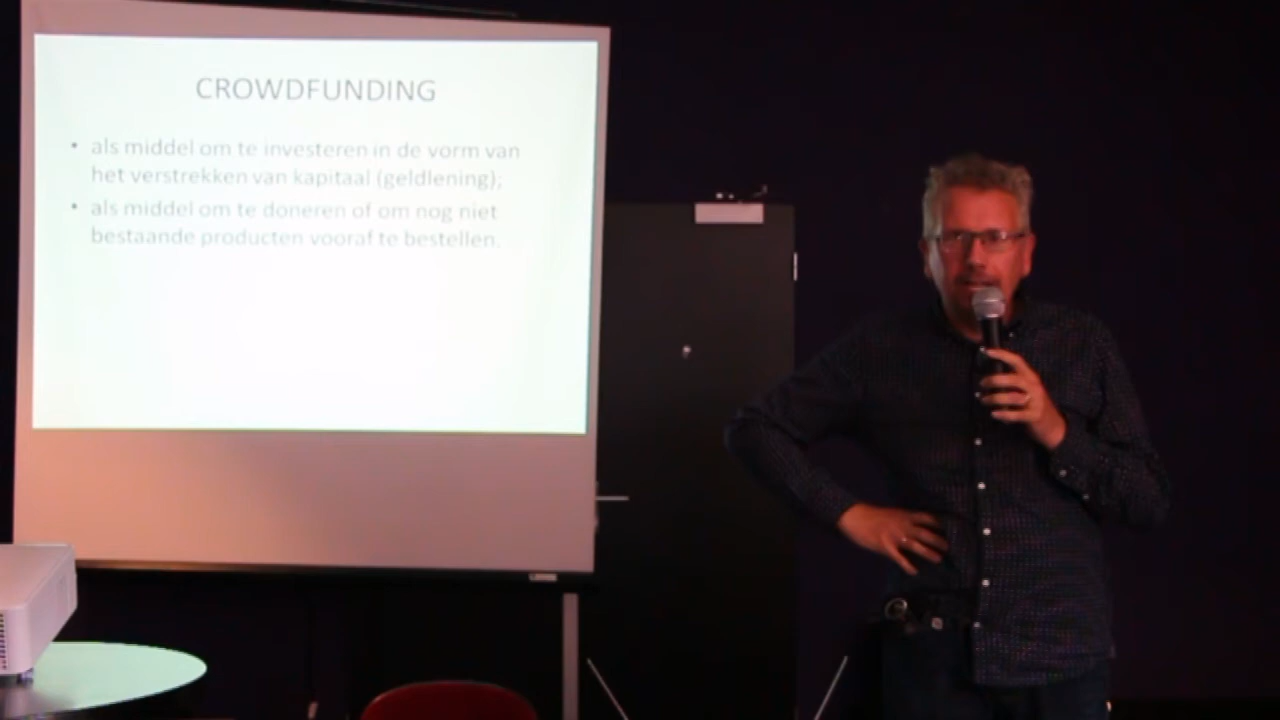 CROWDFUNDING
• als middel om te investeren in de vorm van
het verstrekken van kapitaal (geldlening);
• als middel om te doneren of om nog niet
bestaande producten vooraf te bestellen.